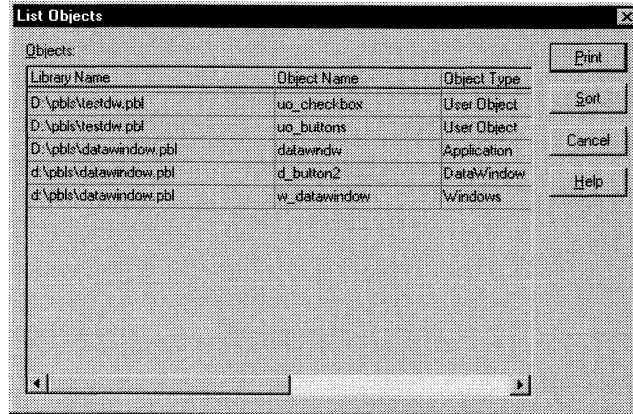 List Objects
Objects:
Print
Library Name Object Name Object Type
D:\pbls\testdw.pbl uo_checkbox User Object
Sort
D:\pbls\testdw.pbl uo_buttons User Object
D:\pbls\datawindow.pbl datawndw Application
Cancel
d:\pbls\datawindow.pbl d_button2 DataWindow
Help
d:\pbls\datawindow.pbl w_datawindow Windows